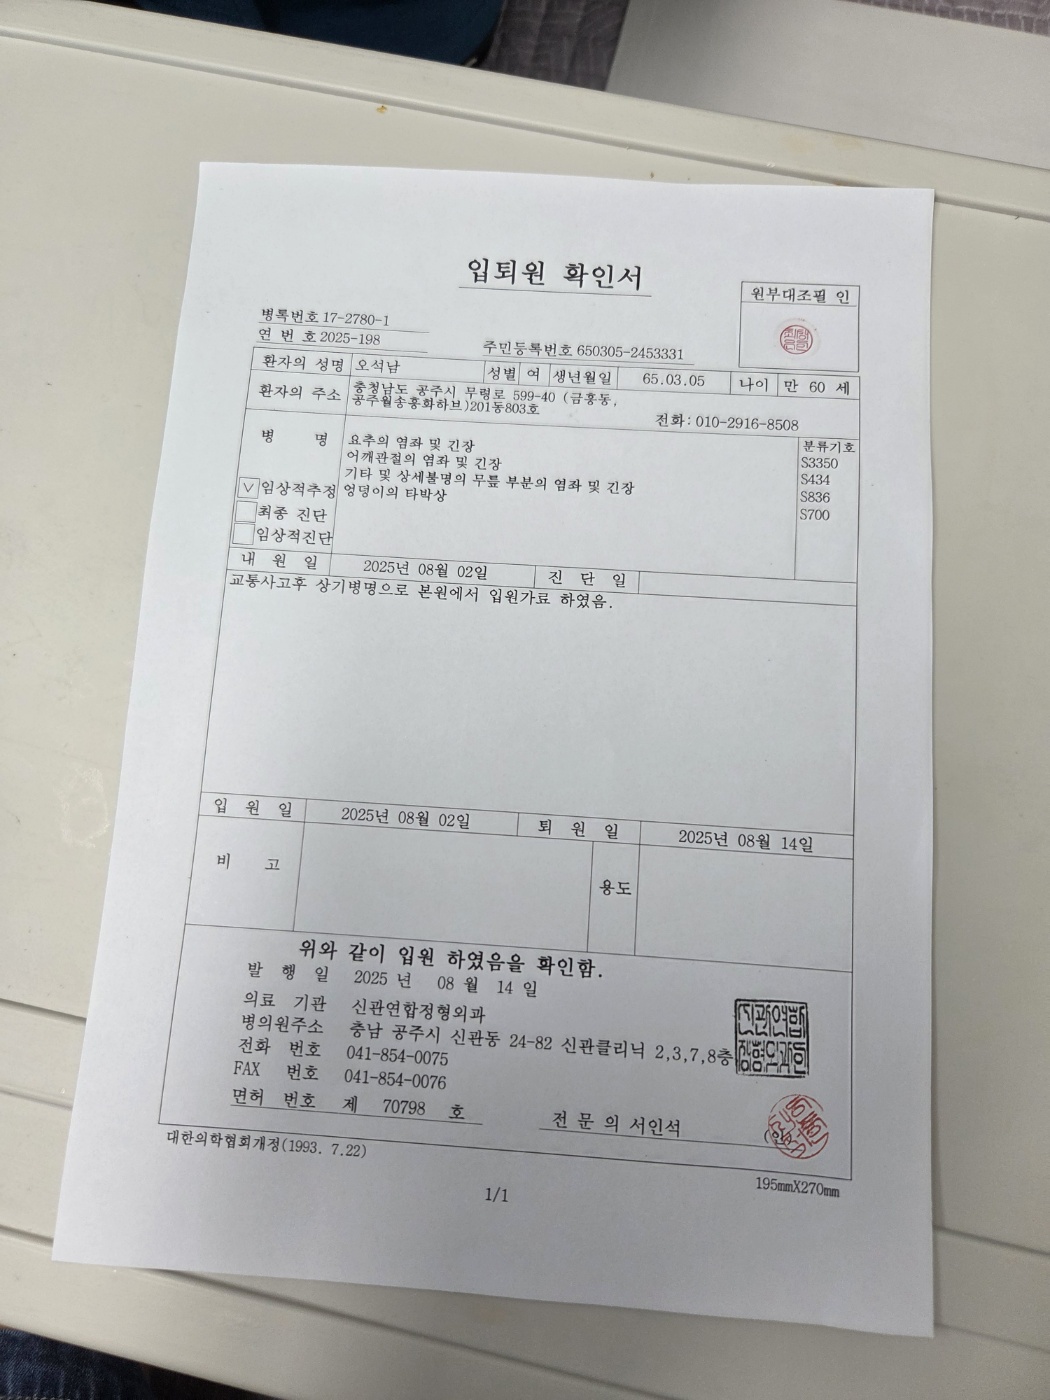 입퇴원 확인서
원부대조필 인
병록번호 17-2780-1
연 번 호 2025-198
주민등록번호 650305-2453331
환자의 성명 오석남 성별 여 생년월일 65.03.05 나이 만 60 세
환자의 주소 충청남도 공주시 무령로 599-40 (금흥동,
공주월송흥화하브)201동803호
전화: 010-2916-8508
병 명 분류기호
요추의 염좌 및 긴장 S3350
어깨관절의 염좌 및 긴장 S434
기타 및 상세불명의 무릎 부분의 염좌 및 긴장 S836
V 임상적추정 엉덩이의 타박상 S700
최종 진단
임상적진단
내 원 일 2025년 08월 02일 진 단 일
교통사고후 상기병명으로 본원에서 입원가료 하였음.
입 원 일 2025년 08월 02일 퇴 원 일 2025년 08월 14일
비 고 용도
위와 같이 입원 하였음을 확인함.
발 행 일 2025 년 08 월 14 일
의료 기관 신관연합정형외과
병의원주소 충남 공주시 신관동 24-82 신관클리닉 2,3,7,8층
전화 번호 041-854-0075
FAX 번호 041-854-0076
면허 번호 제 70798 호
전 문 의 서인석 (인)
신관연합
정형외과의
대한의학협회개정(1993. 7.22)
195mmX270mm
1/1